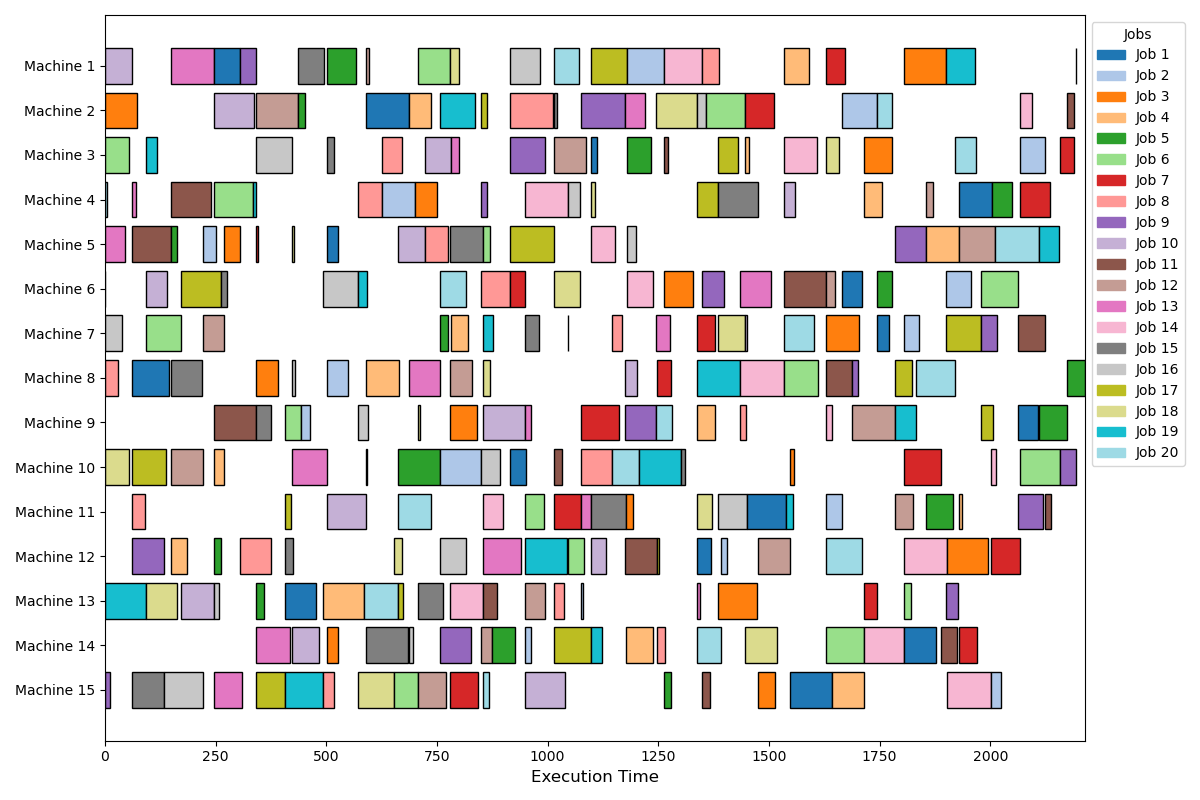 Machine 1
Machine 2
Machine 3
Machine 4
Machine 5
Machine 6
Machine 7
Machine 8
Machine 9
Machine 10
Machine 11
Machine 12
Machine 13
Machine 14
Machine 15
0 250 500 750 1000 1250 1500 1750 2000
Execution Time
Jobs
Job 1
Job 2
Job 3
Job 4
Job 5
Job 6
Job 7
Job 8
Job 9
Job 10
Job 11
Job 12
Job 13
Job 14
Job 15
Job 16
Job 17
Job 18
Job 19
Job 20